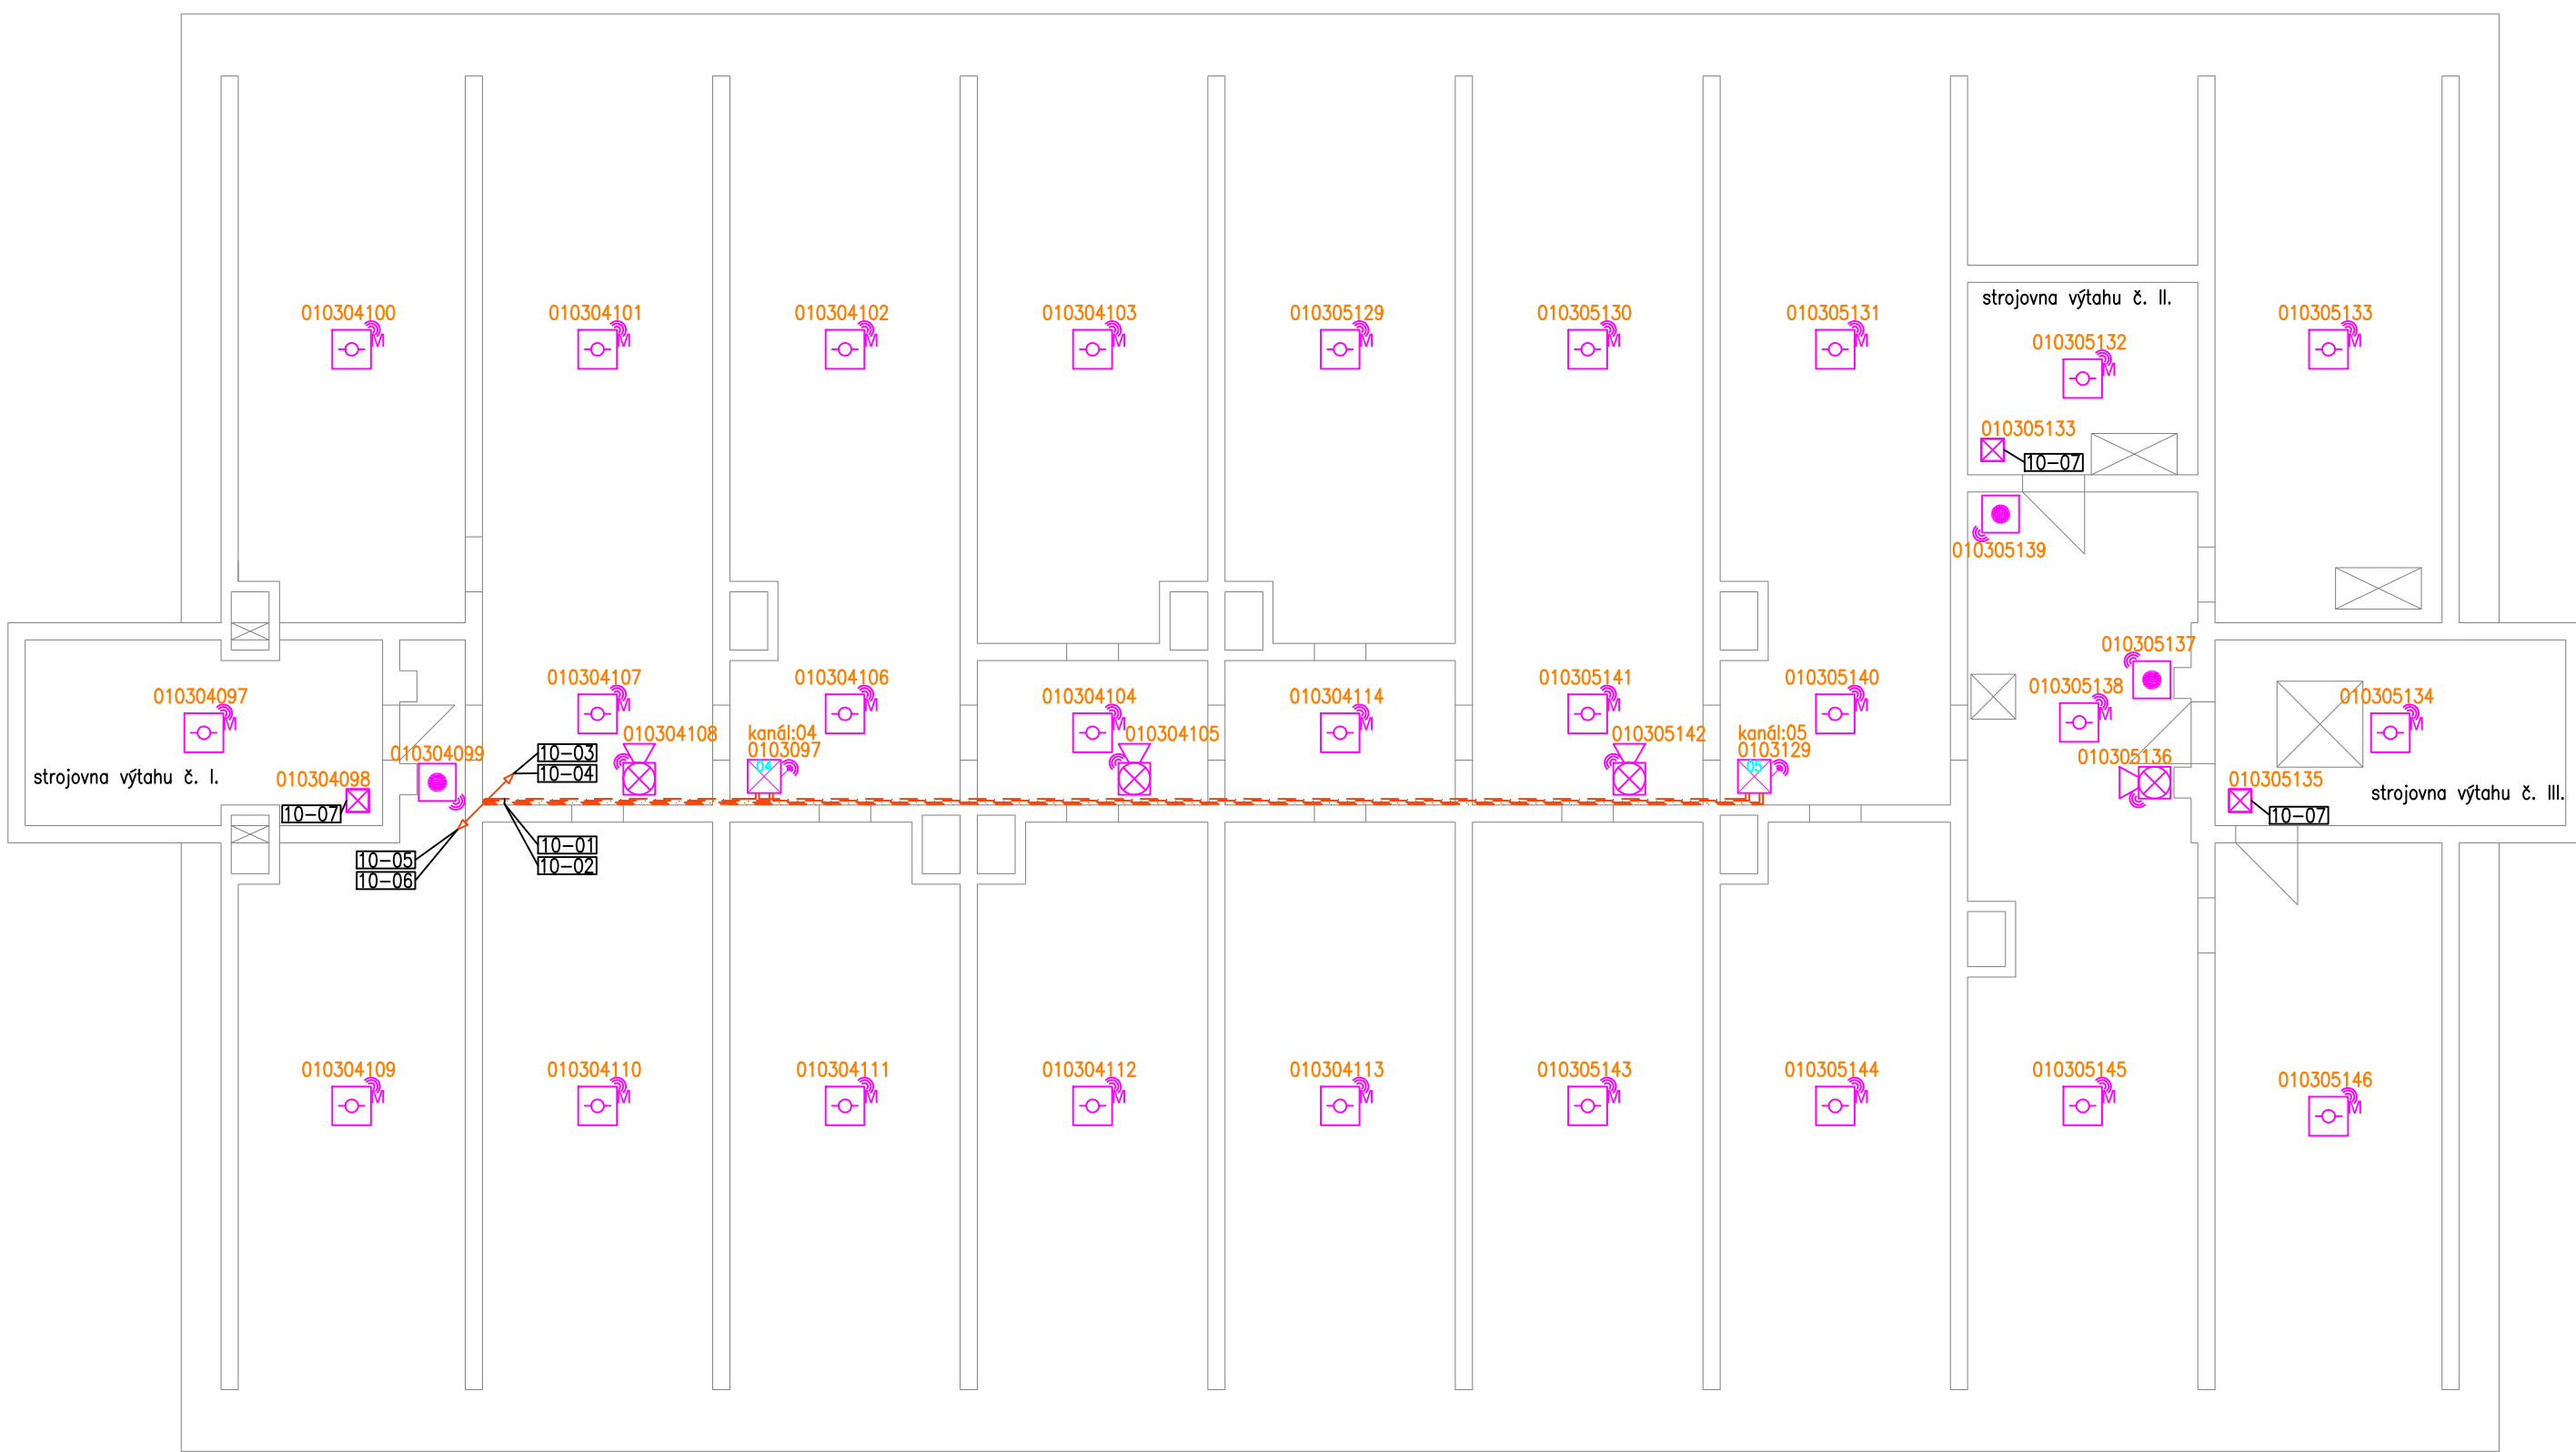 010304100
010304101
010304102
010304103
010305129
010305130
010305131
strojovna výtahu č. II.
010305132
010305133
M
M
M
M
M
M
M
M
M
010305133
10-07
010305139
010304097
M
strojovna výtahu č. I.
010304098
10-07
010304099
010304107
M
010304108
10-03
10-04
10-01
10-02
10-05
10-06
010304106
M
kanál:04
0103097
04
010304104
M
010304105
010304114
M
010305141
M
010305142
010305140
M
kanál:05
0103129
05
010305137
010305138
M
010305136
010305134
M
010305135
10-07
strojovna výtahu č. III.
010304109
010304110
010304111
010304112
010304113
010305143
010305144
010305145
010305146
M
M
M
M
M
M
M
M
M